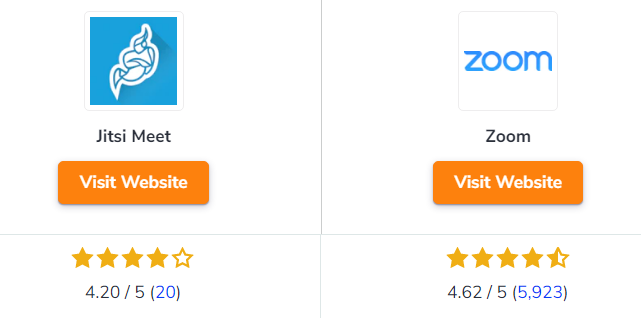 zoom
Jitsi Meet
Zoom
Visit Website
Visit Website
4.20 / 5 (20)
4.62 / 5 (5,923)